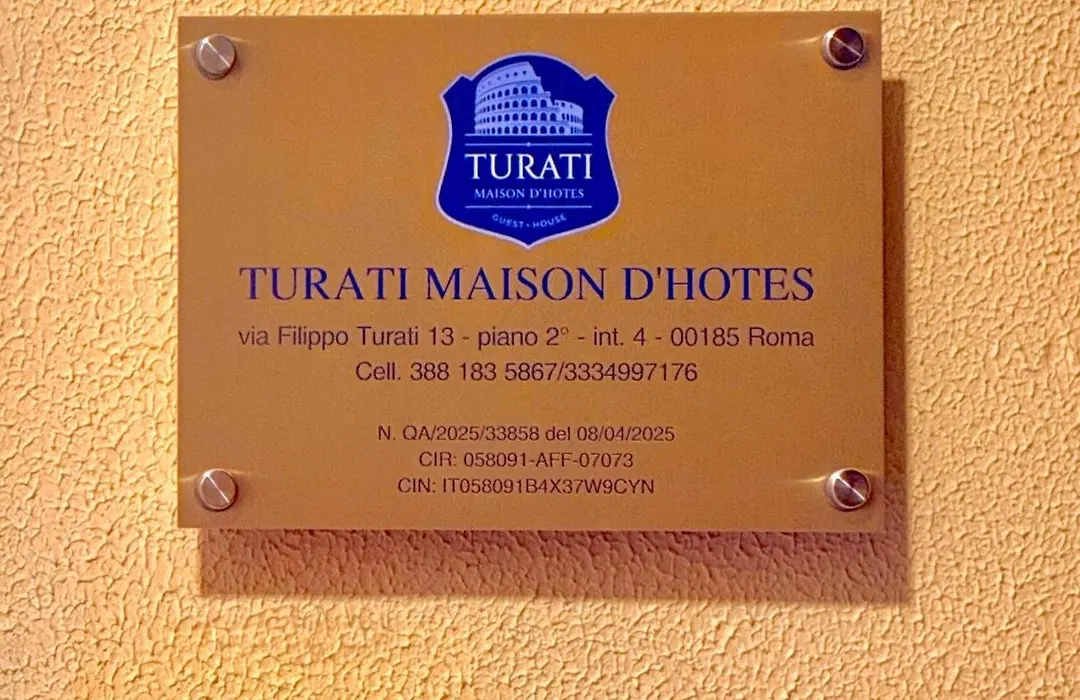 TURATI
MAISON D'HOTES
GUEST • HOUSE
TURATI MAISON D'HOTES
via Filippo Turati 13 - piano 2° - int. 4 - 00185 Roma
Cell. 388 183 5867/3334997176
N. QA/2025/33858 del 08/04/2025
CIR: 058091-AFF-07073
CIN: IT058091B4X37W9CYN